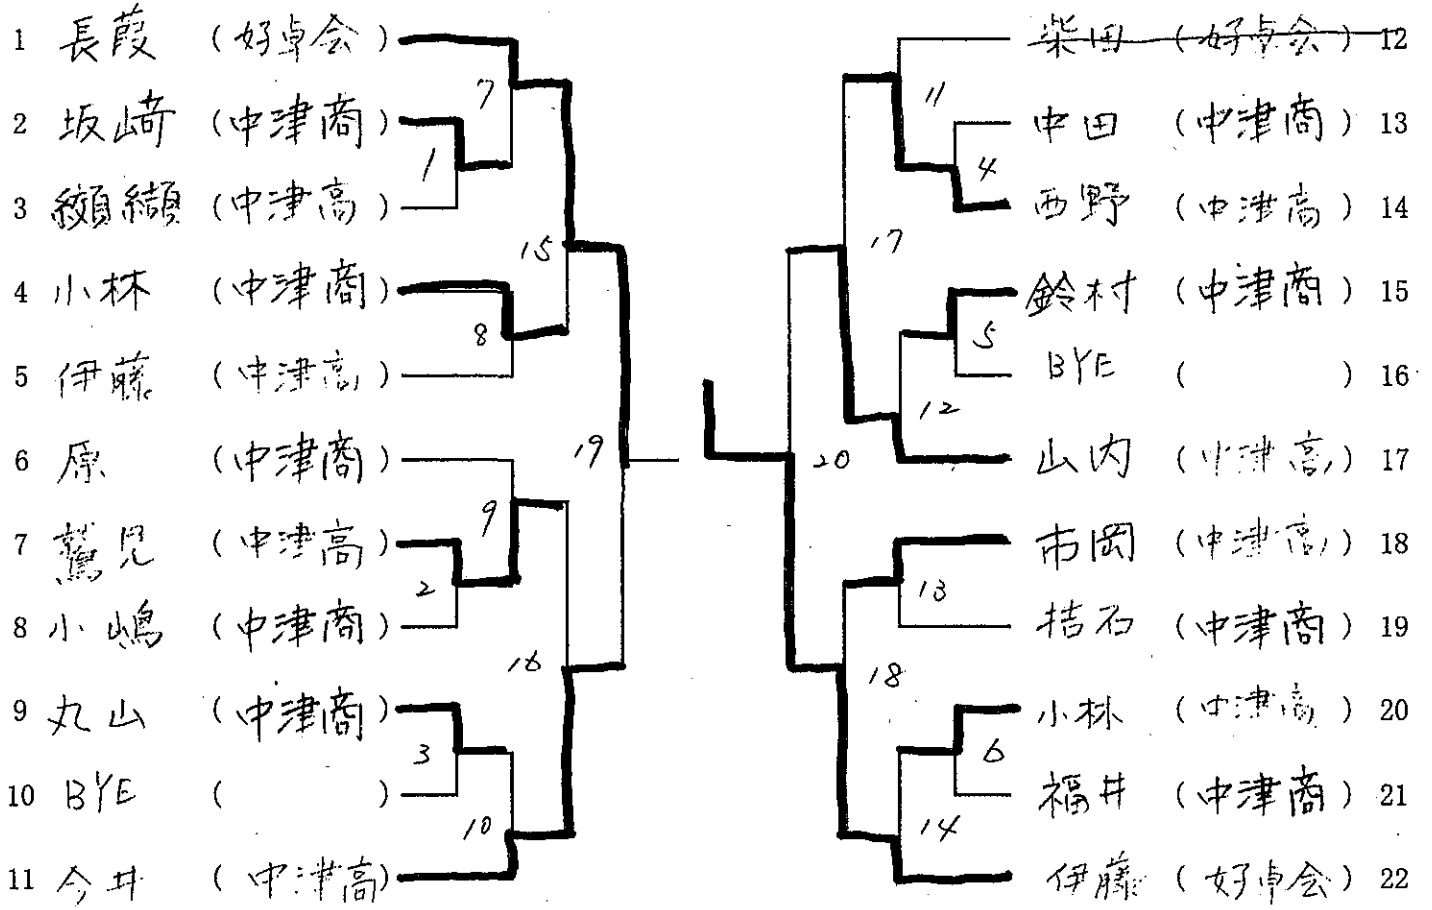 1 長葭 (好卓会)
2 坂﨑 (中津商)
3 纐纈 (中津高)
4 小林 (中津商)
5 伊藤 (中津高)
6 原 (中津商)
7 鷲見 (中津高)
8 小嶋 (中津商)
9 丸山 (中津商)
10 BYE ( )
11 今井 (中津高)
7
1
15
8
19
9
2
16
3
10
柴田 (好卓会) 12
中田 (中津商) 13
西野 (中津高) 14
鈴村 (中津商) 15
BYE ( ) 16
山内 (中津高) 17
市岡 (中津高) 18
桔石 (中津商) 19
小林 (中津高) 20
福井 (中津商) 21
伊藤 (好卓会) 22
11
4
17
5
12
20
13
18
6
14